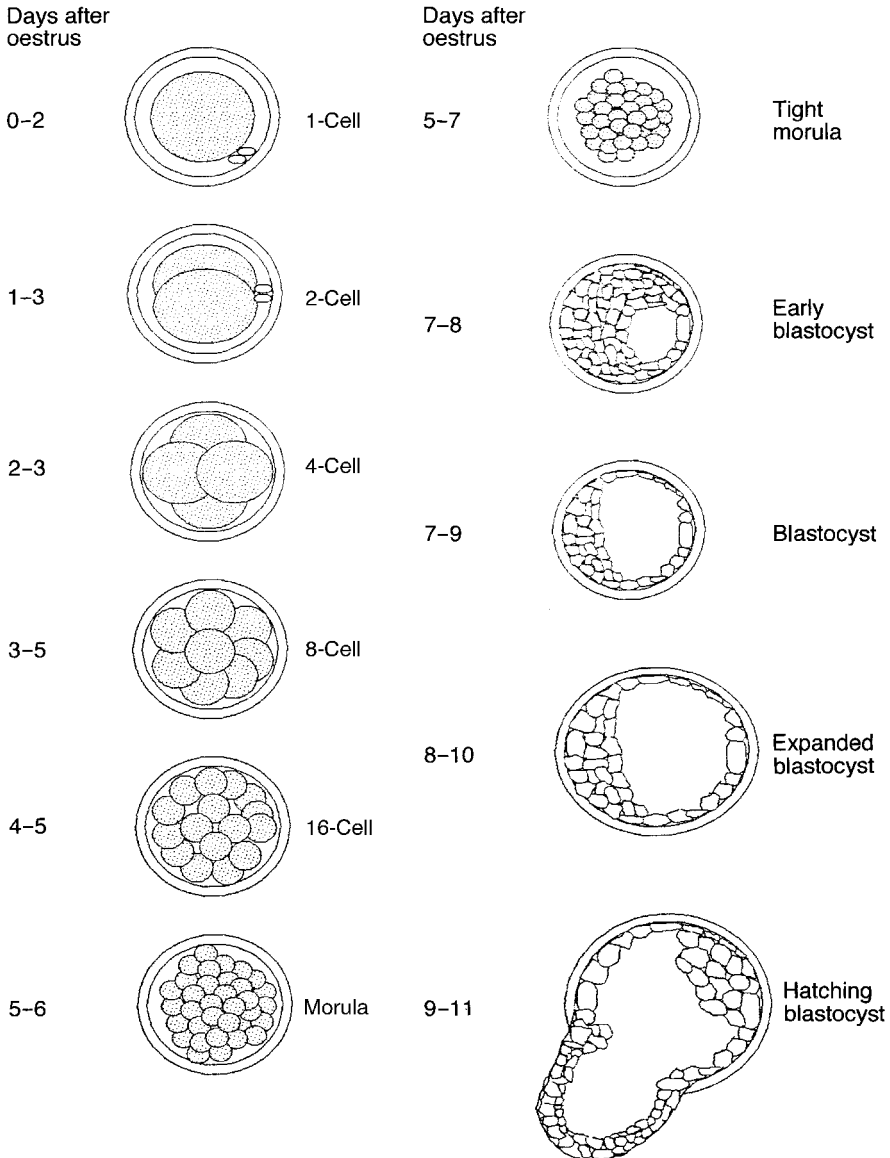 Days after
oestrus
0–2
1-Cell
1–3
2-Cell
2–3
4-Cell
3–5
8-Cell
4–5
16-Cell
5–6
Morula
Days after
oestrus
5–7
Tight
morula
7–8
Early
blastocyst
7–9
Blastocyst
8–10
Expanded
blastocyst
9–11
Hatching
blastocyst